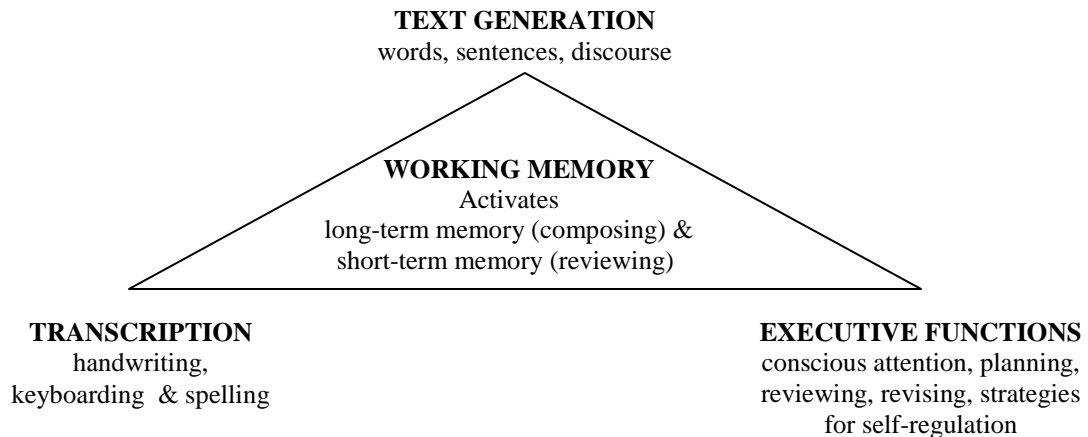 TEXT GENERATION
words, sentences, discourse
WORKING MEMORY
Activates
long-term memory (composing) &
short-term memory (reviewing)
TRANSCRIPTION
handwriting,
keyboarding & spelling
EXECUTIVE FUNCTIONS
conscious attention, planning,
reviewing, revising, strategies
for self-regulation